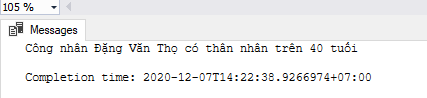 105 %
Messages
Công nhân Đặng Văn Thọ có thân nhân trên 40 tuổi
Completion time: 2020-12-07T14:22:38.9266974+07:00